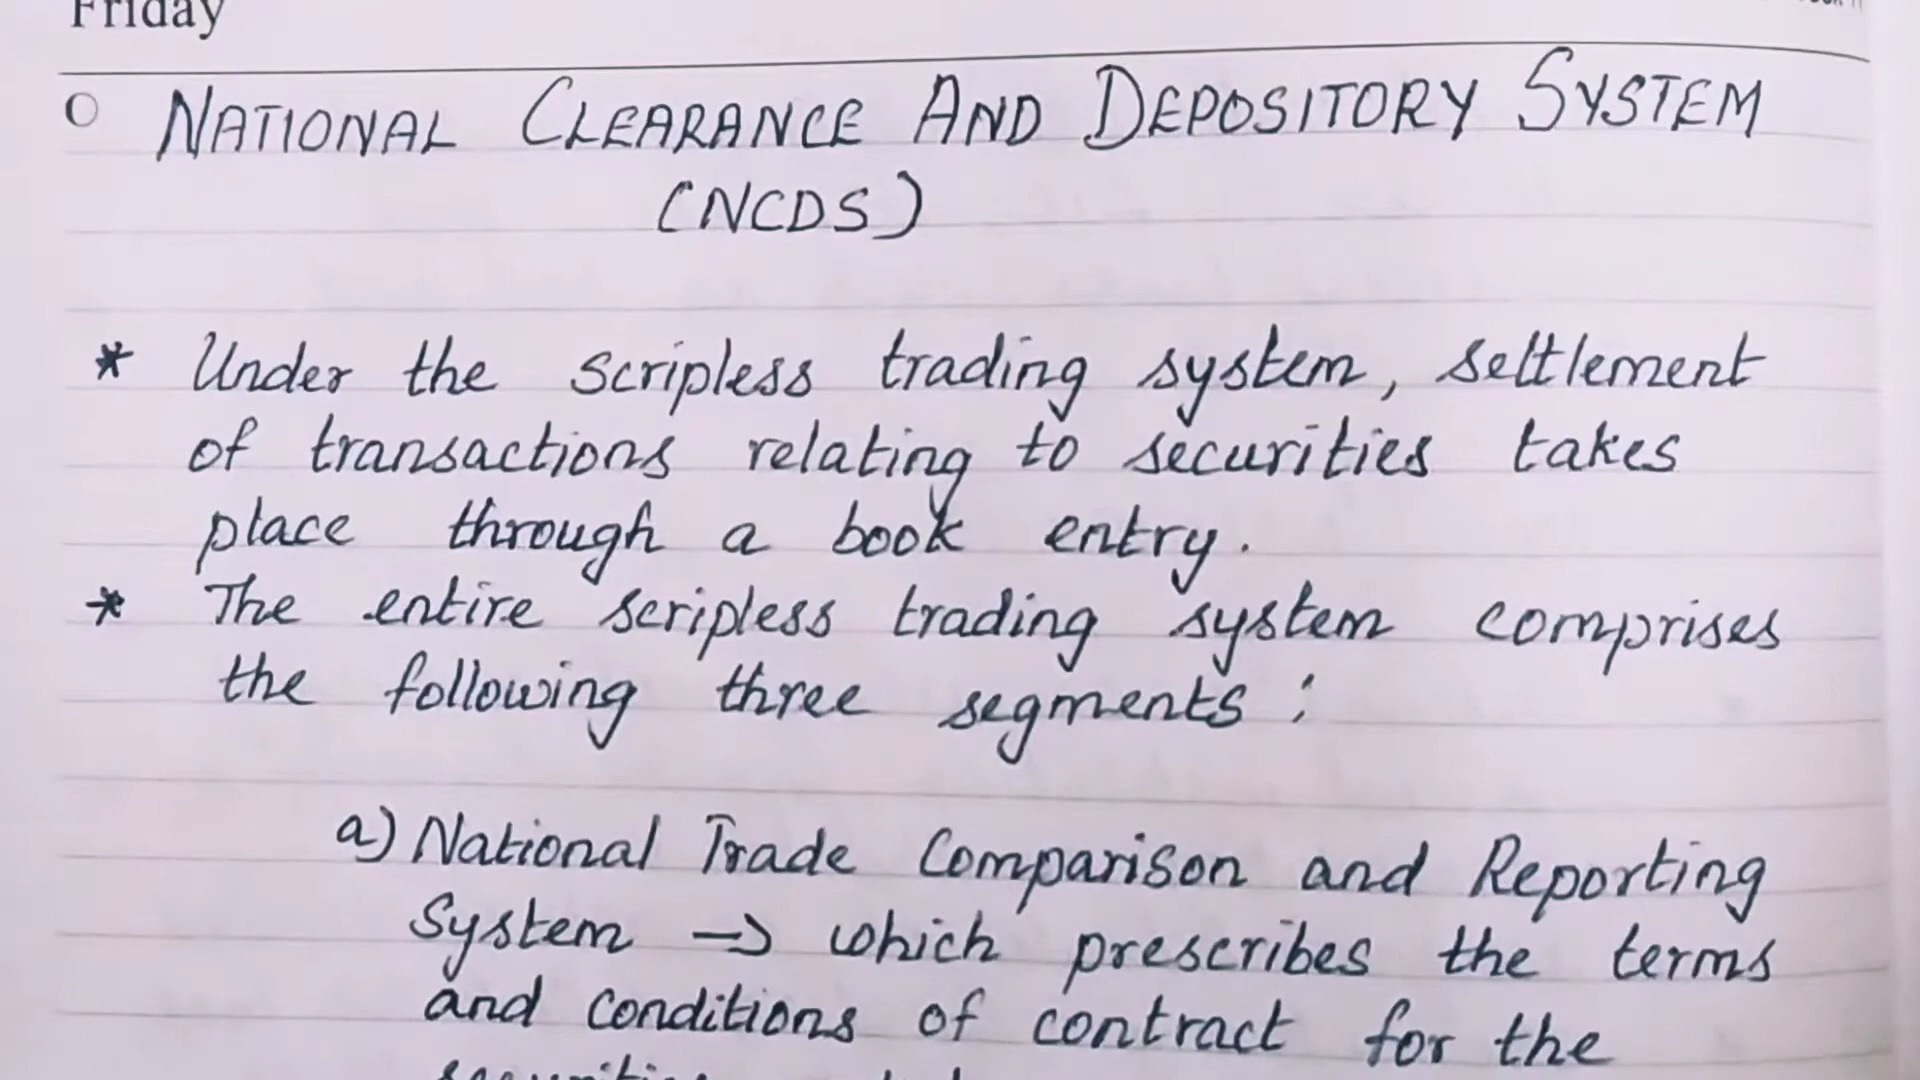 Friday
NATIONAL CLEARANCE AND DEPOSITORY SYSTEM
(NCDS)
* Under the scripless trading system, settlement
of transactions relating to securities takes
place through a book entry.
* The entire scripless trading system comprises
the following three segments :
a) National Trade Comparison and Reporting
System → which prescribes the terms
and conditions of contract for the